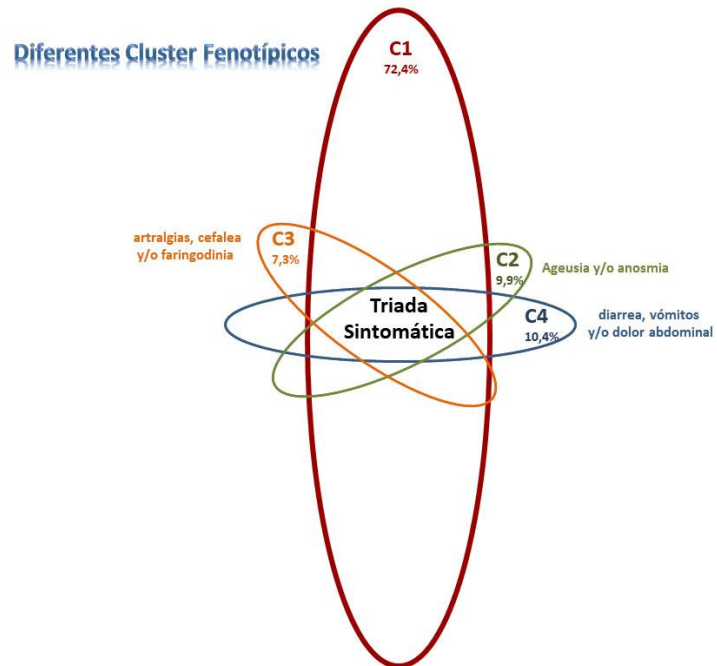 Diferentes Cluster Fenotípicos
C1
72,4%
artralgias, cefalea
y/o faringodinia
C3
7,3%
C2
9,9%
Ageusia y/o anosmia
Triada
Sintomática
C4
10,4%
diarrea, vómitos
y/o dolor abdominal